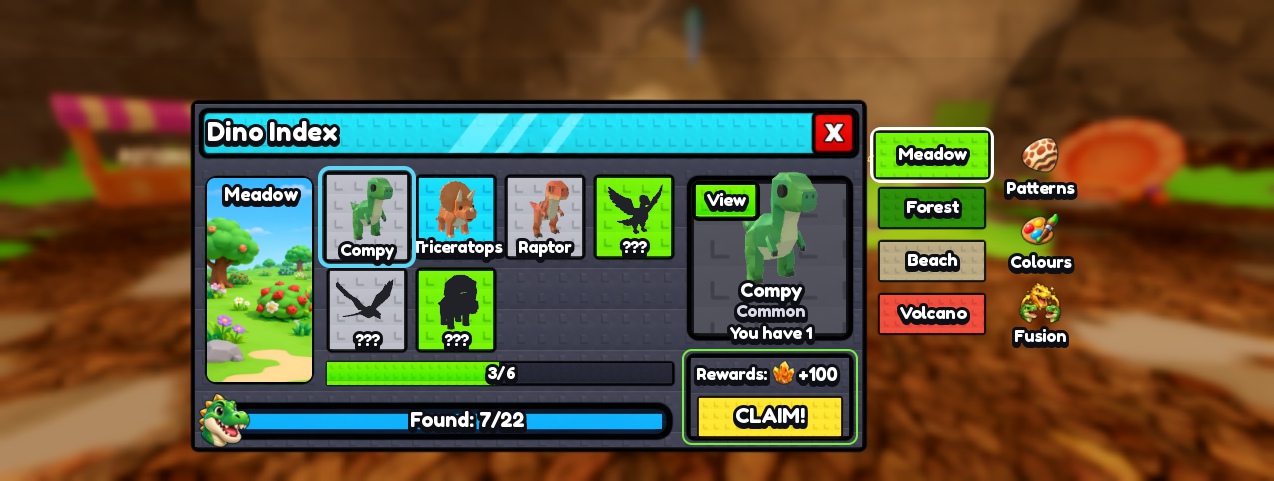 Dino Index
X
Meadow
Compy
Triceratops
Raptor
???
???
???
3/6
Found: 7/22
View
Compy
Common
You have 1
Rewards: +100
CLAIM!
Meadow
Forest
Beach
Volcano
Patterns
Colours
Fusion